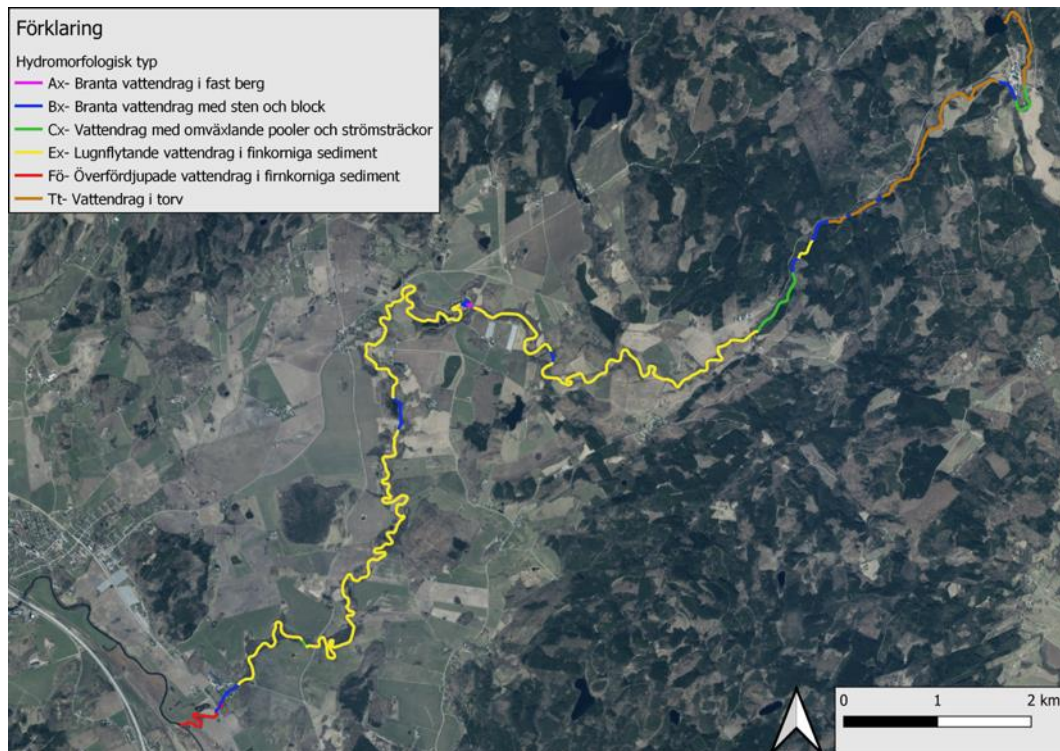 Förklaring
Hydromorfologisk typ
Ax- Branta vattendrag i fast berg
Bx- Branta vattendrag med sten och block
Cx- Vattendrag med omväxlande pooler och strömsträckor
Ex- Lugnflytande vattendrag i finkorniga sediment
Fö- Överfördjupade vattendrag i firnkorniga sediment
Tt- Vattendrag i torv
0 1 2 km